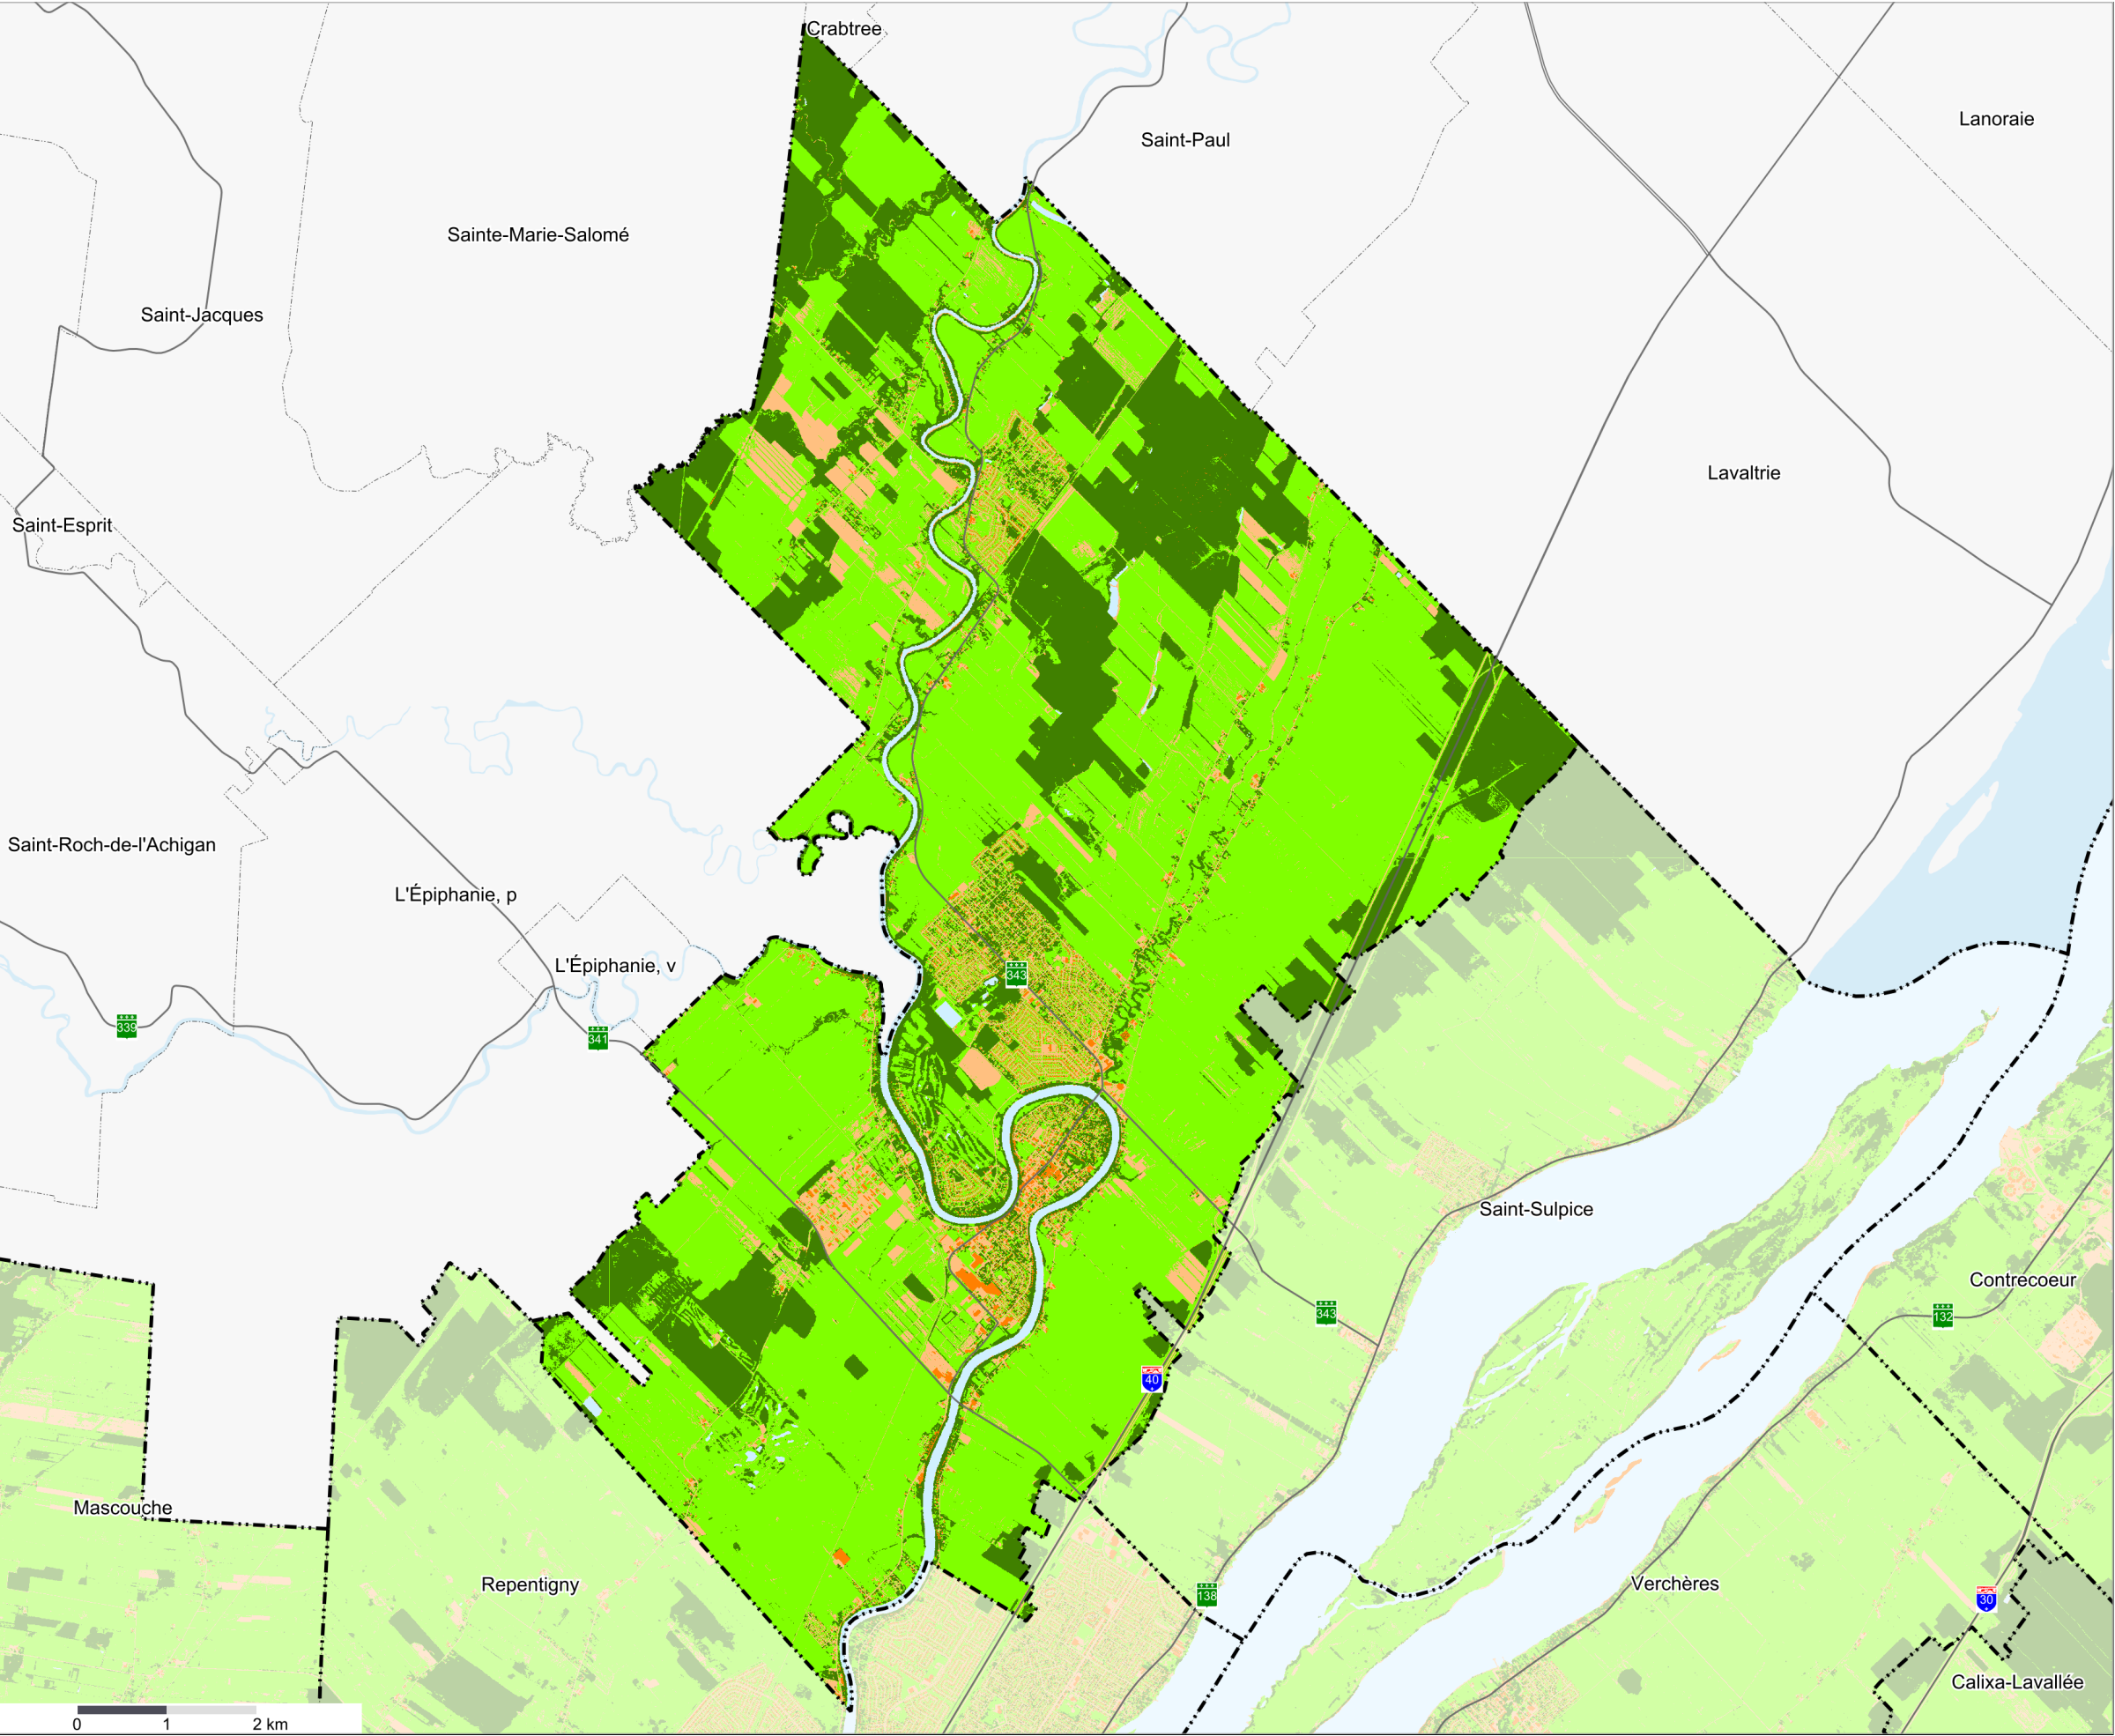 Crabtree
Lanoraie
Saint-Paul
Sainte-Marie-Salomé
Saint-Jacques
Lavaltrie
Saint-Esprit
Saint-Roch-de-l'Achigan
L'Épiphanie, p
L'Épiphanie, v
343
339
341
Saint-Sulpice
Contrecoeur
343
132
40
Mascouche
Repentigny
Verchères
138
30
Calixa-Lavallée
0 1 2 km